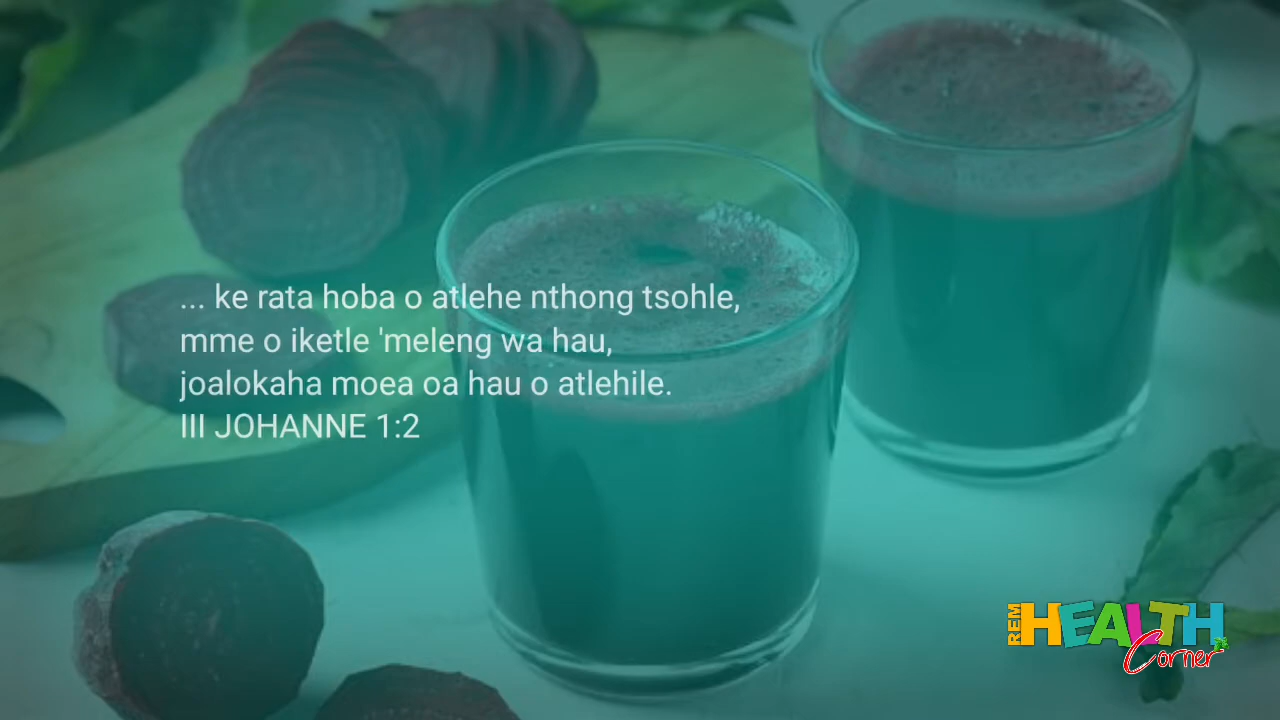 ... ke rata hoba o atlehe nthong tsohle,
mme o iketle 'meleng wa hau,
joalokaha moea oa hau o atlehile.
III JOHANNE 1:2
REM HEALTH
Corner